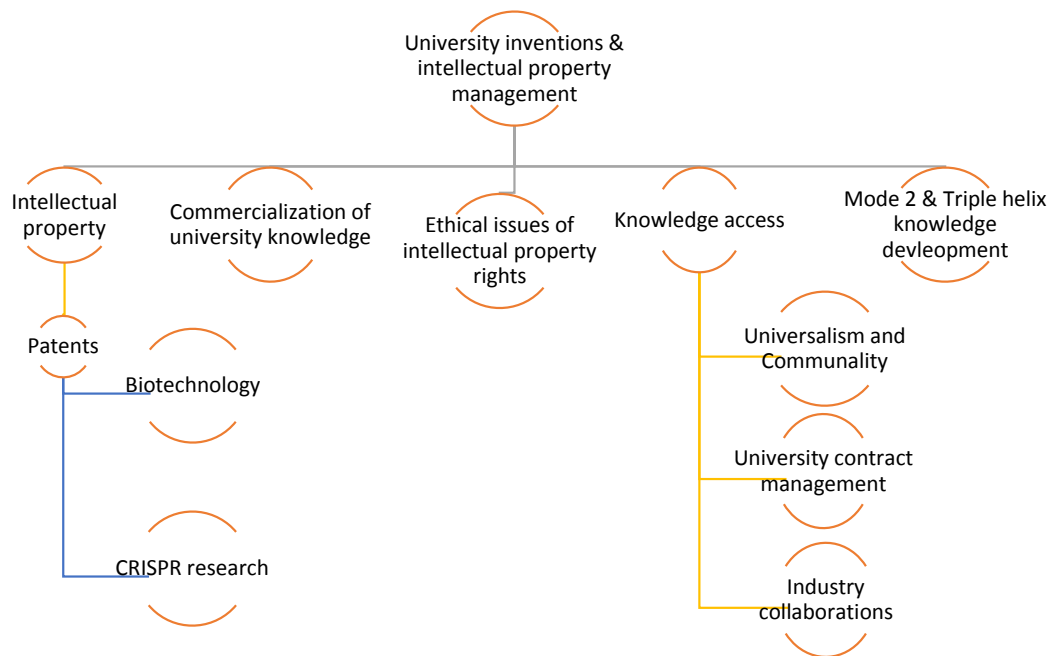 University inventions &
intellectual property
management
Intellectual
property
Commercialization of
university knowledge
Ethical issues of
intellectual property
rights
Knowledge access
Mode 2 & Triple helix
knowledge
devleopment
Patents
Biotechnology
CRISPR research
Universalism and
Communality
University contract
management
Industry
collaborations